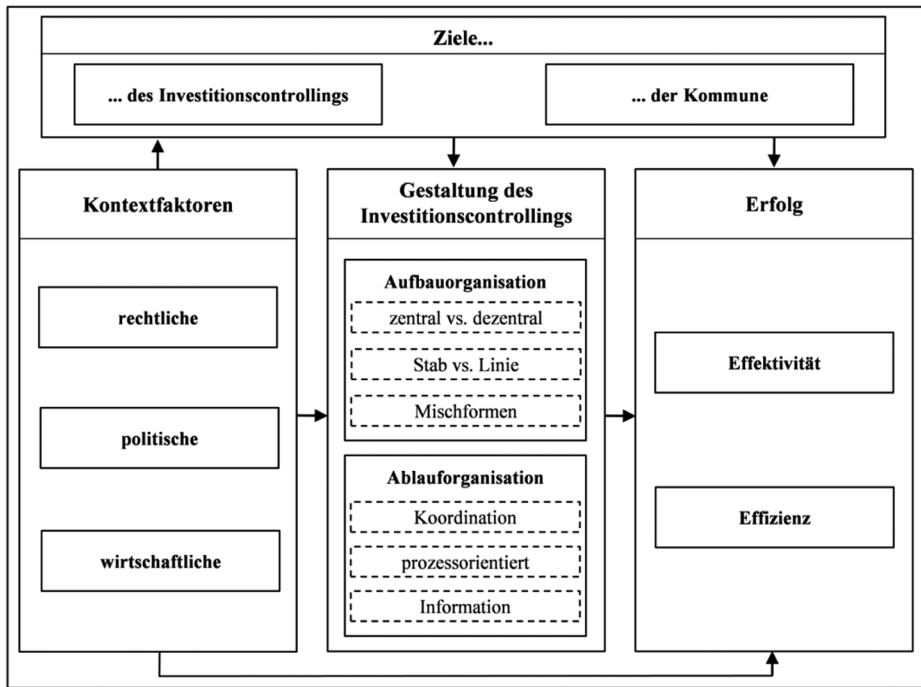 Ziele...
... des Investitionscontrollings
... der Kommune
Kontextfaktoren
rechtliche
politische
wirtschaftliche
Gestaltung des
Investitionscontrollings
Aufbauorganisation
zentral vs. dezentral
Stab vs. Linie
Mischformen
Ablauforganisation
Koordination
prozessorientiert
Information
Erfolg
Effektivität
Effizienz